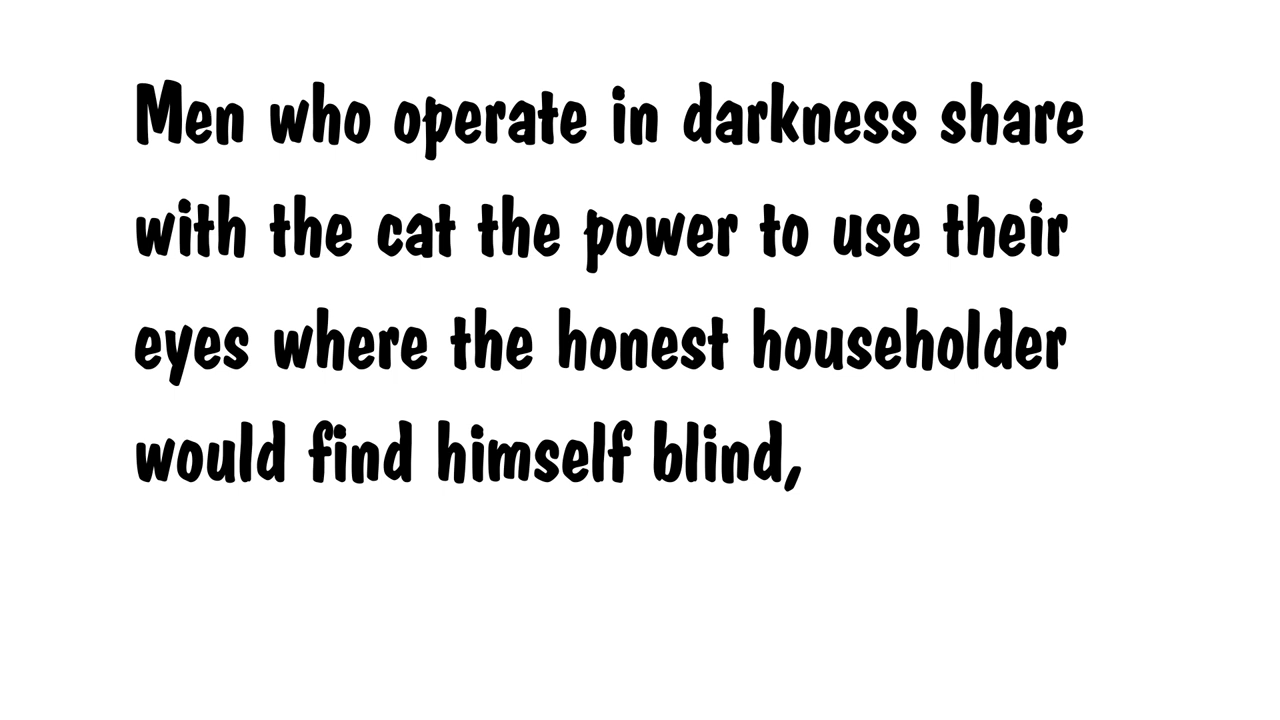 Men who operate in darkness share
with the cat the power to use their
eyes where the honest householder
would find himself blind,